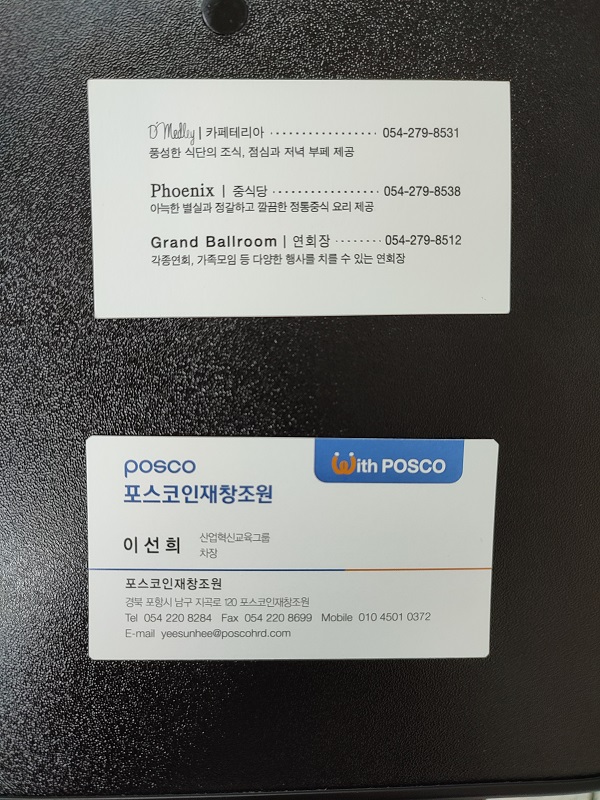 D'Medley | 카페테리아 ···················· 054-279-8531
풍성한 식단의 조식, 점심과 저녁 부페 제공
Phoenix | 중식당 ···················· 054-279-8538
아늑한 별실과 정갈하고 깔끔한 정통중식 요리 제공
Grand Ballroom | 연회장 ········ 054-279-8512
각종연회, 가족모임 등 다양한 행사를 치를 수 있는 연회장
posco
With POSCO
포스코인재창조원
이선희 산업혁신교육그룹
차장
포스코인재창조원
경북 포항시 남구 지곡로 120 포스코인재창조원
Tel 054 220 8284 Fax 054 220 8699 Mobile 010 4501 0372
E-mail yeesunhee@poscohrd.com